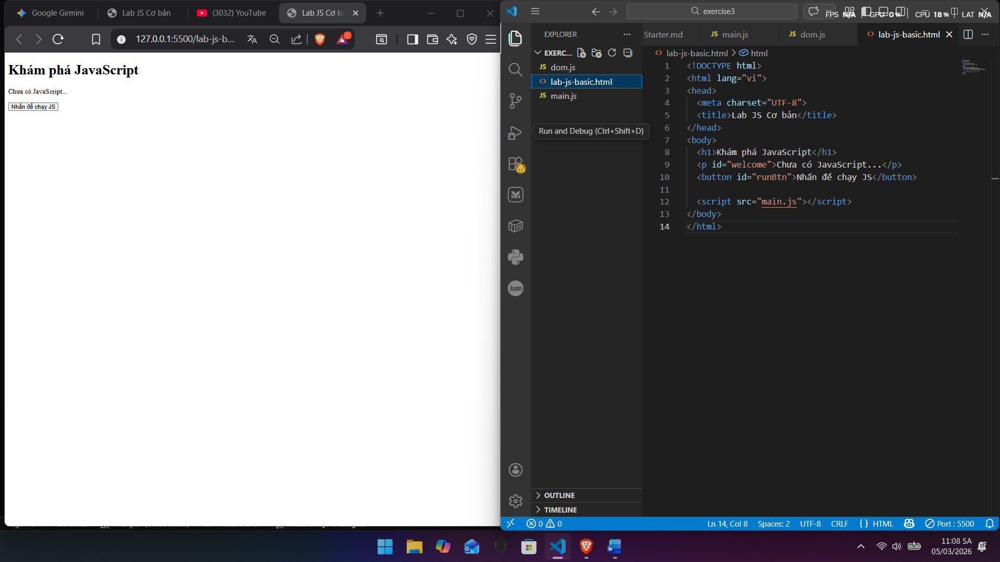 Google Gemini
Lab JS Cơ bản
(3032) YouTube
Lab JS Cơ bả
127.0.0.1:5500/lab-js-b...
1
Khám phá JavaScript
Chưa có JavaScript...
Nhấn để chạy JS
exercise3
FPS N/A
GPU 0 %
CPU 18 %
LAT N/A
EXPLORER
EXERC...
JS dom.js
<> lab-js-basic.html
JS main.js
Run and Debug (Ctrl+Shift+D)
Json
OUTLINE
TIMELINE
Starter.md
JS main.js
JS dom.js
<> lab-js-basic.html
<> lab-js-basic.html > html
1 <!DOCTYPE html>
2 <html lang="vi">
3 <head>
4 <meta charset="UTF-8">
5 <title>Lab JS Cơ bản</title>
6 </head>
7 <body>
8 <h1>Khám phá JavaScript</h1>
9 <p id="welcome">Chưa có JavaScript...</p>
10 <button id="runBtn">Nhấn để chạy JS</button>
11
12 <script src="main.js"></script>
13 </body>
14 </html>
0 0
Ln 14, Col 8
Spaces: 2
UTF-8
CRLF
{ } HTML
Port : 5500
11:08 SA
05/03/2026